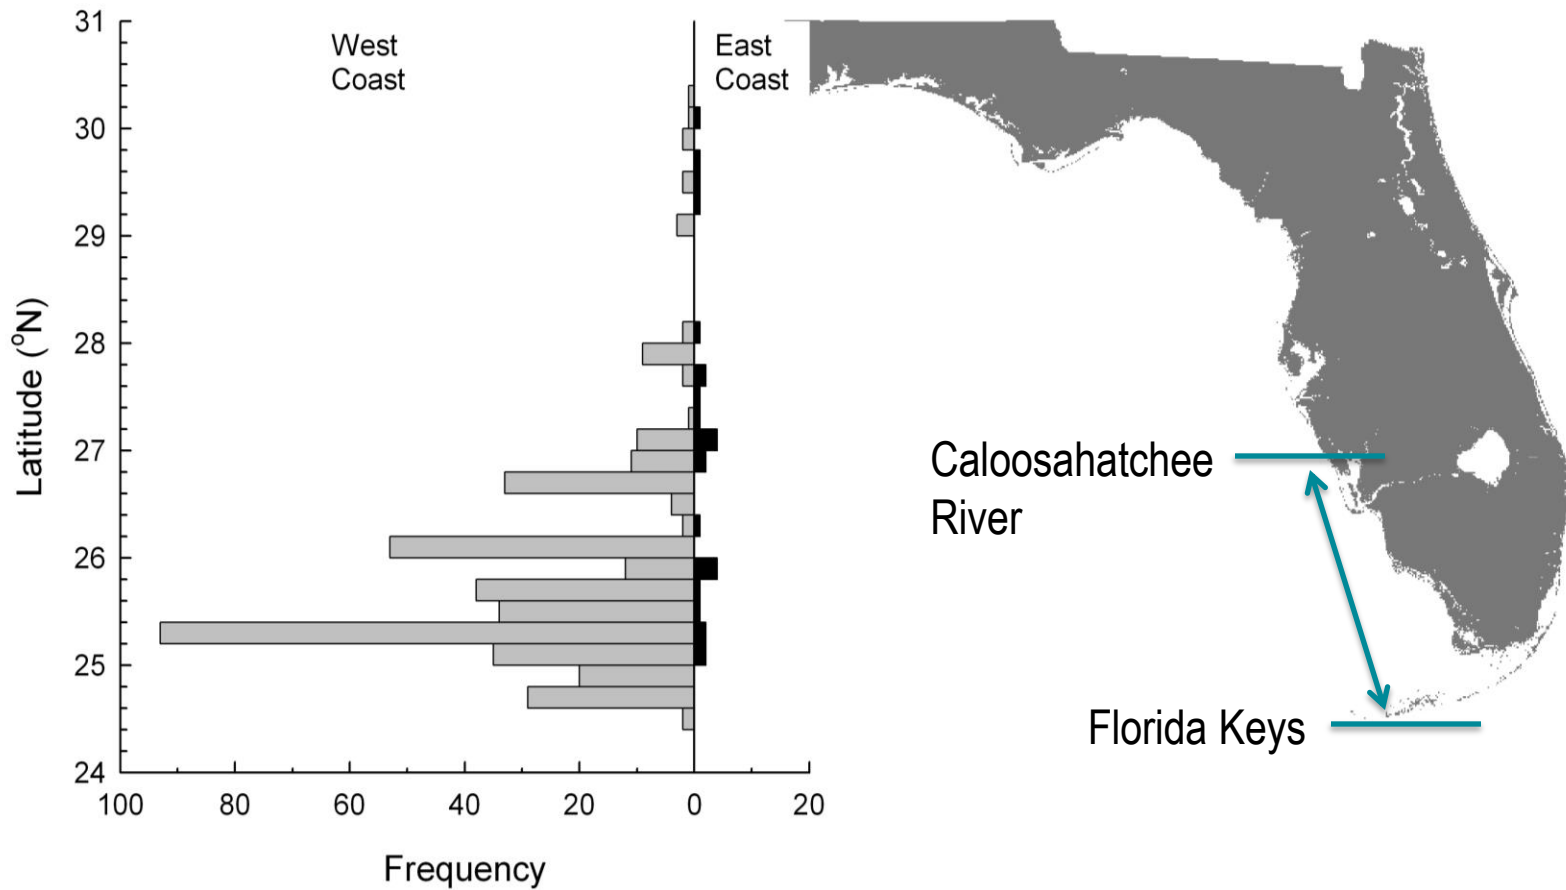 West
Coast
East
Coast
31
30
29
28
27
26
25
24
Latitude (°N)
100 80 60 40 20 0 20
Frequency
Caloosahatchee
River
Florida Keys